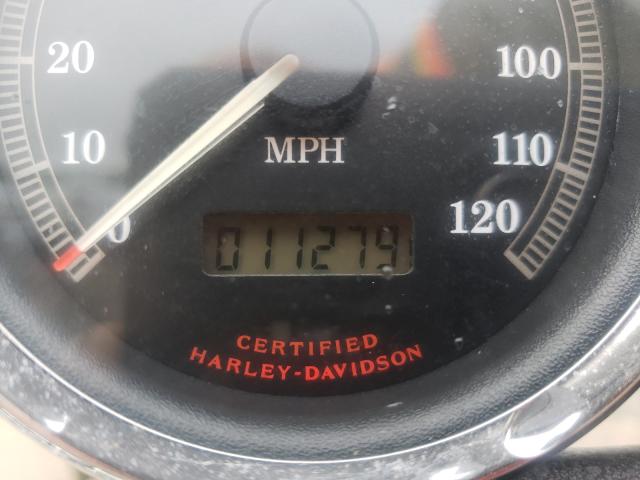 20 100
10 MPH 110
0 120
011279
CERTIFIED
HARLEY-DAVIDSON